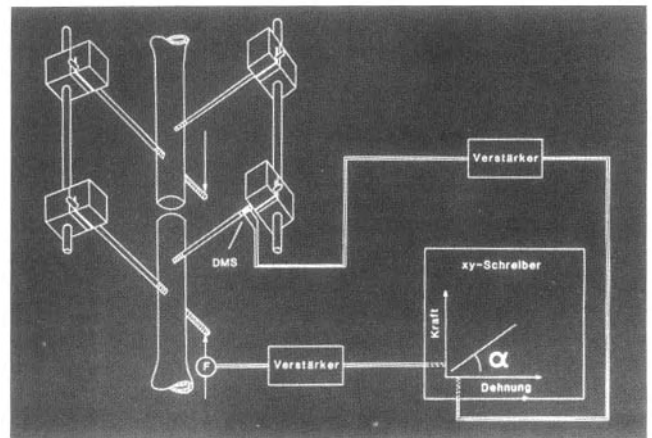 Verstärker
DMS
xy-Schreiber
Kraft
α
Dehnung
F
Verstärker